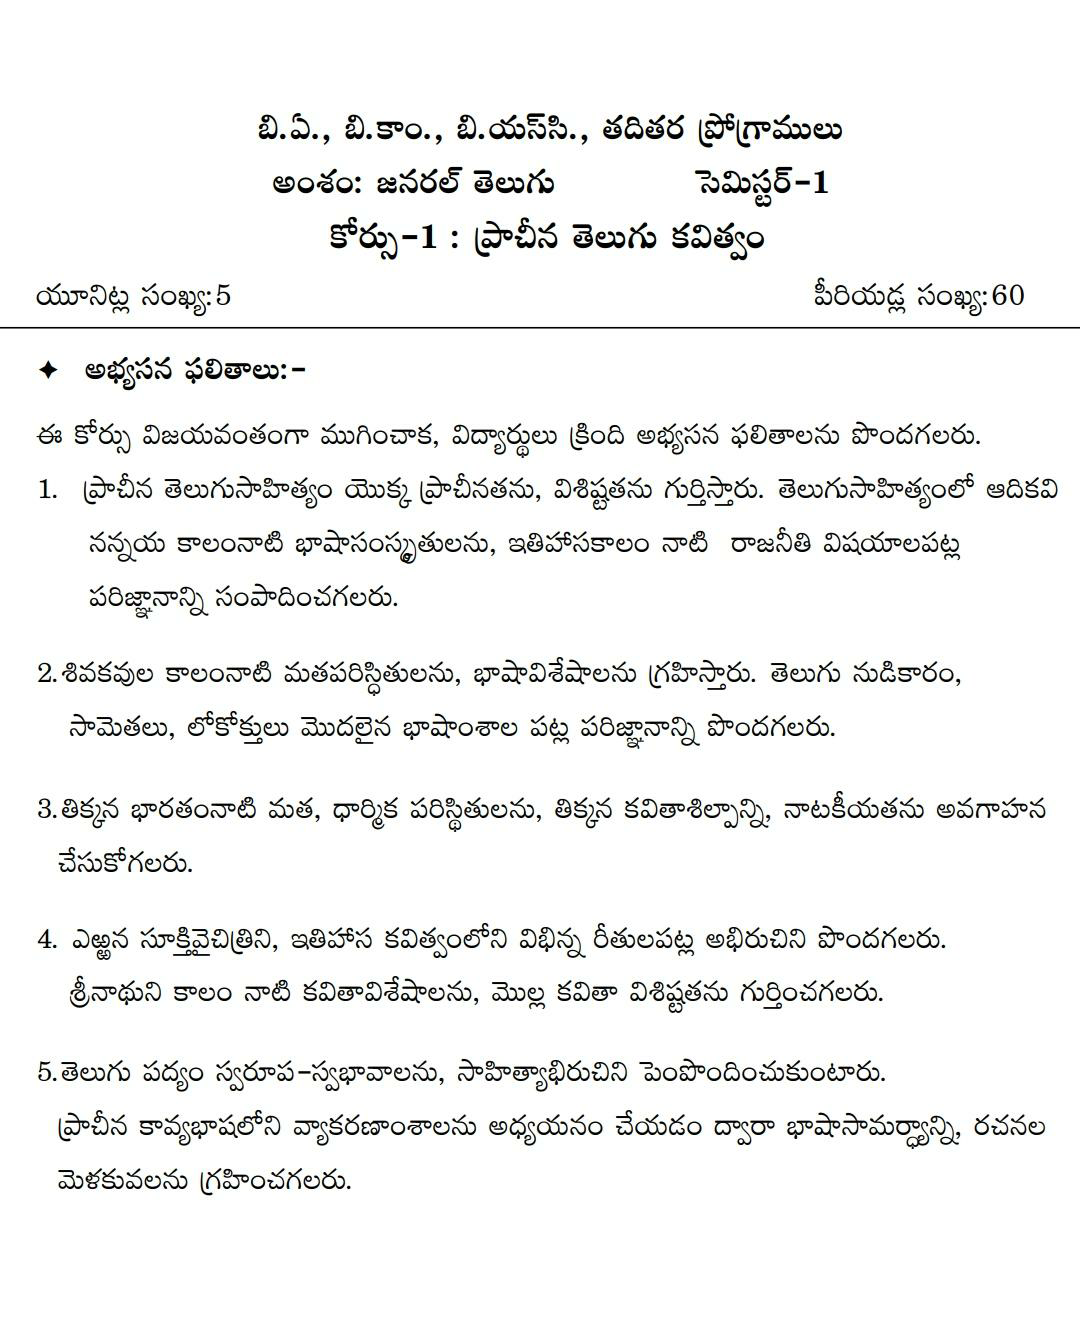 బి.ఏ., బి.కాం., బి.యస్‌సి., తదితర ప్రోగ్రాములు
అంశం: జనరల్ తెలుగు సెమిస్టర్-1
కోర్సు-1 : ప్రాచీన తెలుగు కవిత్వం
యూనిట్ల సంఖ్య:5 పీరియడ్ల సంఖ్య:60
✦ అభ్యసన ఫలితాలు:-
ఈ కోర్సు విజయవంతంగా ముగించాక, విద్యార్థులు క్రింది అభ్యసన ఫలితాలను పొందగలరు.
1. ప్రాచీన తెలుగుసాహిత్యం యొక్క ప్రాచీనతను, విశిష్టతను గుర్తిస్తారు. తెలుగుసాహిత్యంలో ఆదికవి
నన్నయ కాలంనాటి భాషాసంస్కృతులను, ఇతిహాసకాలం నాటి రాజనీతి విషయాలపట్ల
పరిజ్ఞానాన్ని సంపాదించగలరు.
2.శివకవుల కాలంనాటి మతపరిస్ధితులను, భాషావిశేషాలను గ్రహిస్తారు. తెలుగు నుడికారం,
సామెతలు, లోకోక్తులు మొదలైన భాషాంశాల పట్ల పరిజ్ఞానాన్ని పొందగలరు.
3.తిక్కన భారతంనాటి మత, ధార్మిక పరిస్థితులను, తిక్కన కవితాశిల్పాన్ని, నాటకీయతను అవగాహన
చేసుకోగలరు.
4. ఎఱ్ఱన సూక్తివైచిత్రిని, ఇతిహాస కవిత్వంలోని విభిన్న రీతులపట్ల అభిరుచిని పొందగలరు.
శ్రీనాథుని కాలం నాటి కవితావిశేషాలను, మొల్ల కవితా విశిష్టతను గుర్తించగలరు.
5.తెలుగు పద్యం స్వరూప-స్వభావాలను, సాహిత్యాభిరుచిని పెంపొందించుకుంటారు.
ప్రాచీన కావ్యభాషలోని వ్యాకరణాంశాలను అధ్యయనం చేయడం ద్వారా భాషాసామర్థ్యాన్ని, రచనల
మెళకువలను గ్రహించగలరు.